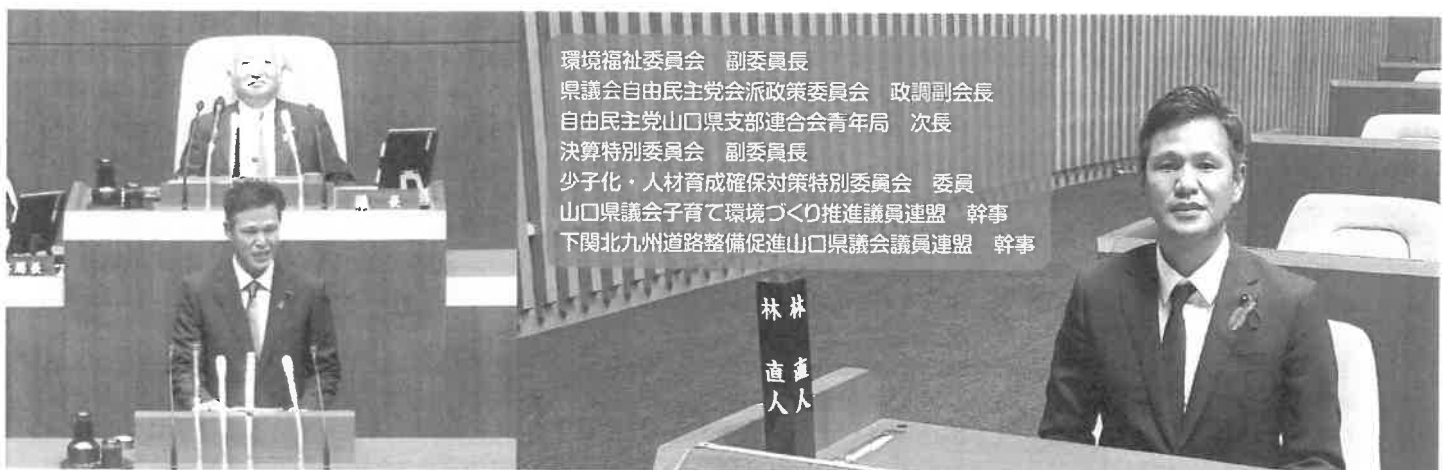 環境福祉委員会 副委員長
県議会自由民主党会派政策委員会 政調副会長
自由民主党山口県支部連合会青年局 次長
決算特別委員会 副委員長
少子化・人材育成確保対策特別委員会 委員
山口県議会子育て環境づくり推進議員連盟 幹事
下関北九州道路整備促進山口県議会議員連盟 幹事
林 直人
林 直人